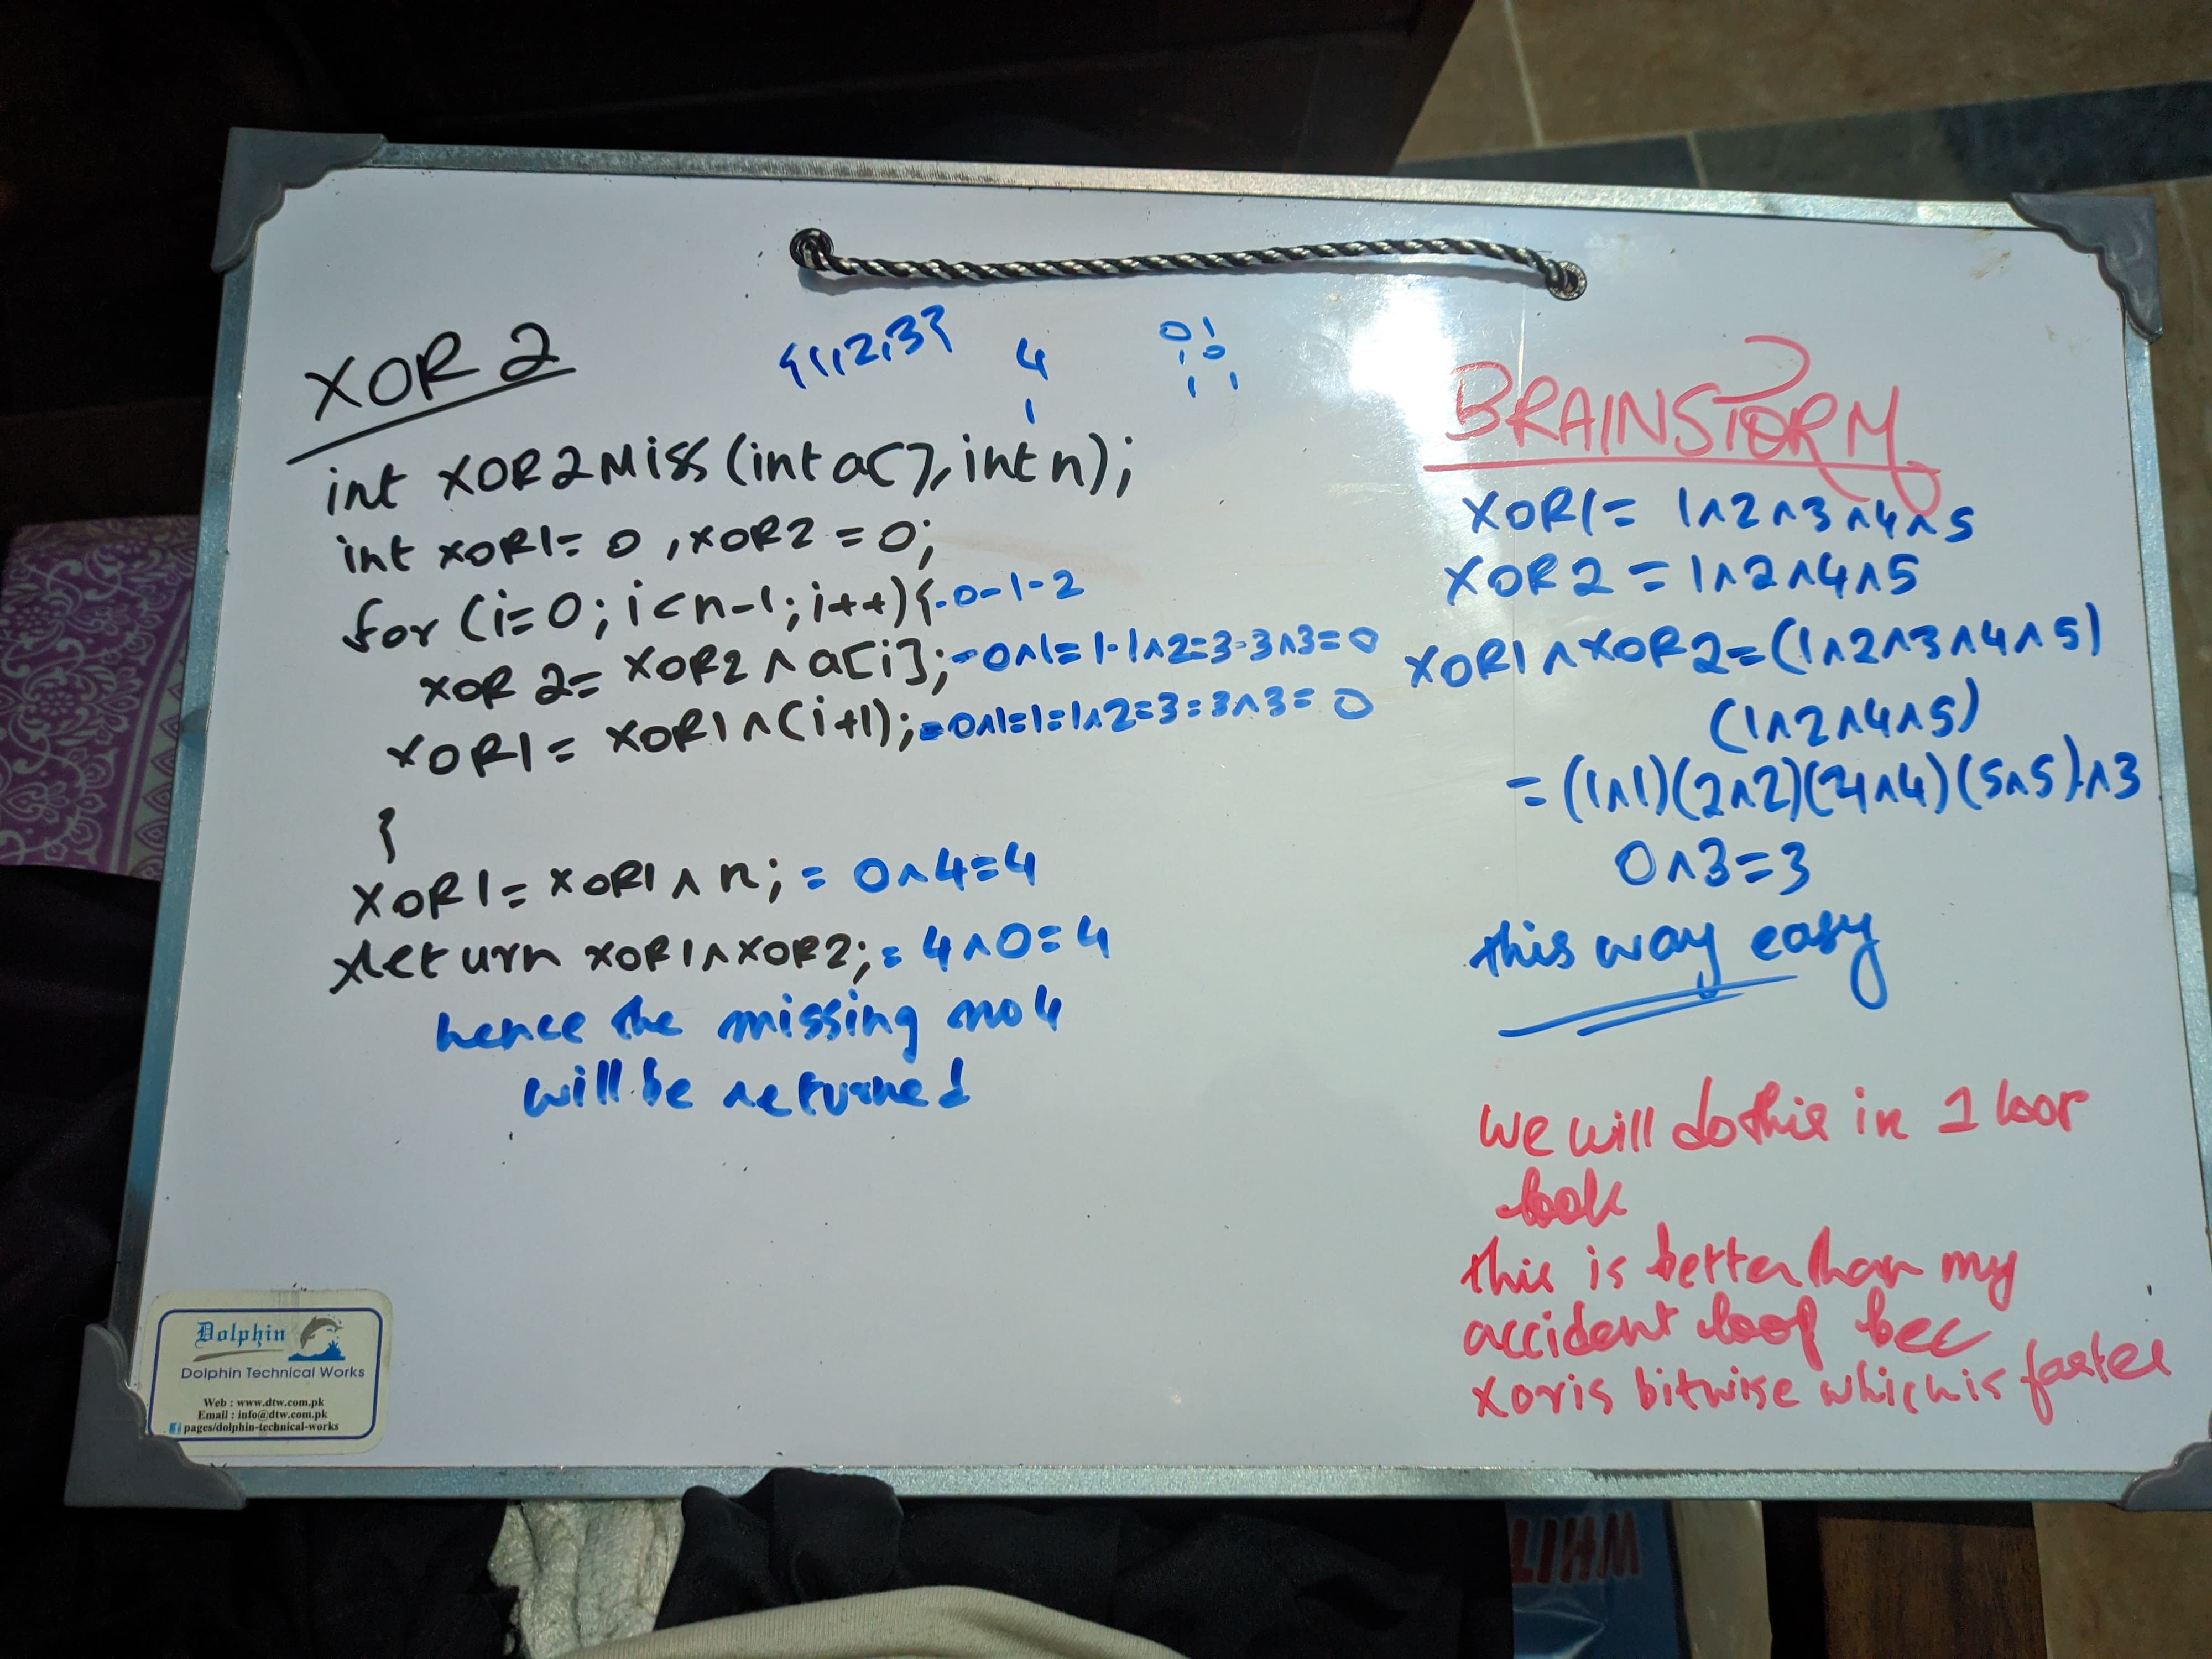 XOR 2
{1,2,3}
4
1
01
10
11
int XOR2Miss(int a[], int n);
int XOR1= 0 , XOR2 = 0;
for (i=0; i<n-1; i++){.0-1-2
XOR 2= XOR2 ^ a[i];-0^1=1-1^2=3-3^3=0
XOR1= XOR1^(i+1);=0^1=1=1^2=3=3^3=0
}
XOR1= XOR1 ^ n; = 0^4=4
return XOR1^XOR2; = 4^0=4
hence the missing no 4
will be returned
BRAINSTORM
XOR1= 1^2^3^4^5
XOR2 = 1^2^4^5
XOR1^XOR2=(1^2^3^4^5)
(1^2^4^5)
= (1^1)(2^2)(4^4)(5^5)^3
0^3=3
this way easy
we will do this in 1 loop
look
this is better than my
accident loop bec
xor is bitwise which is faster
Dolphin
Dolphin Technical Works
Web : www.dtw.com.pk
Email : info@dtw.com.pk
pages/dolphin-technical-works